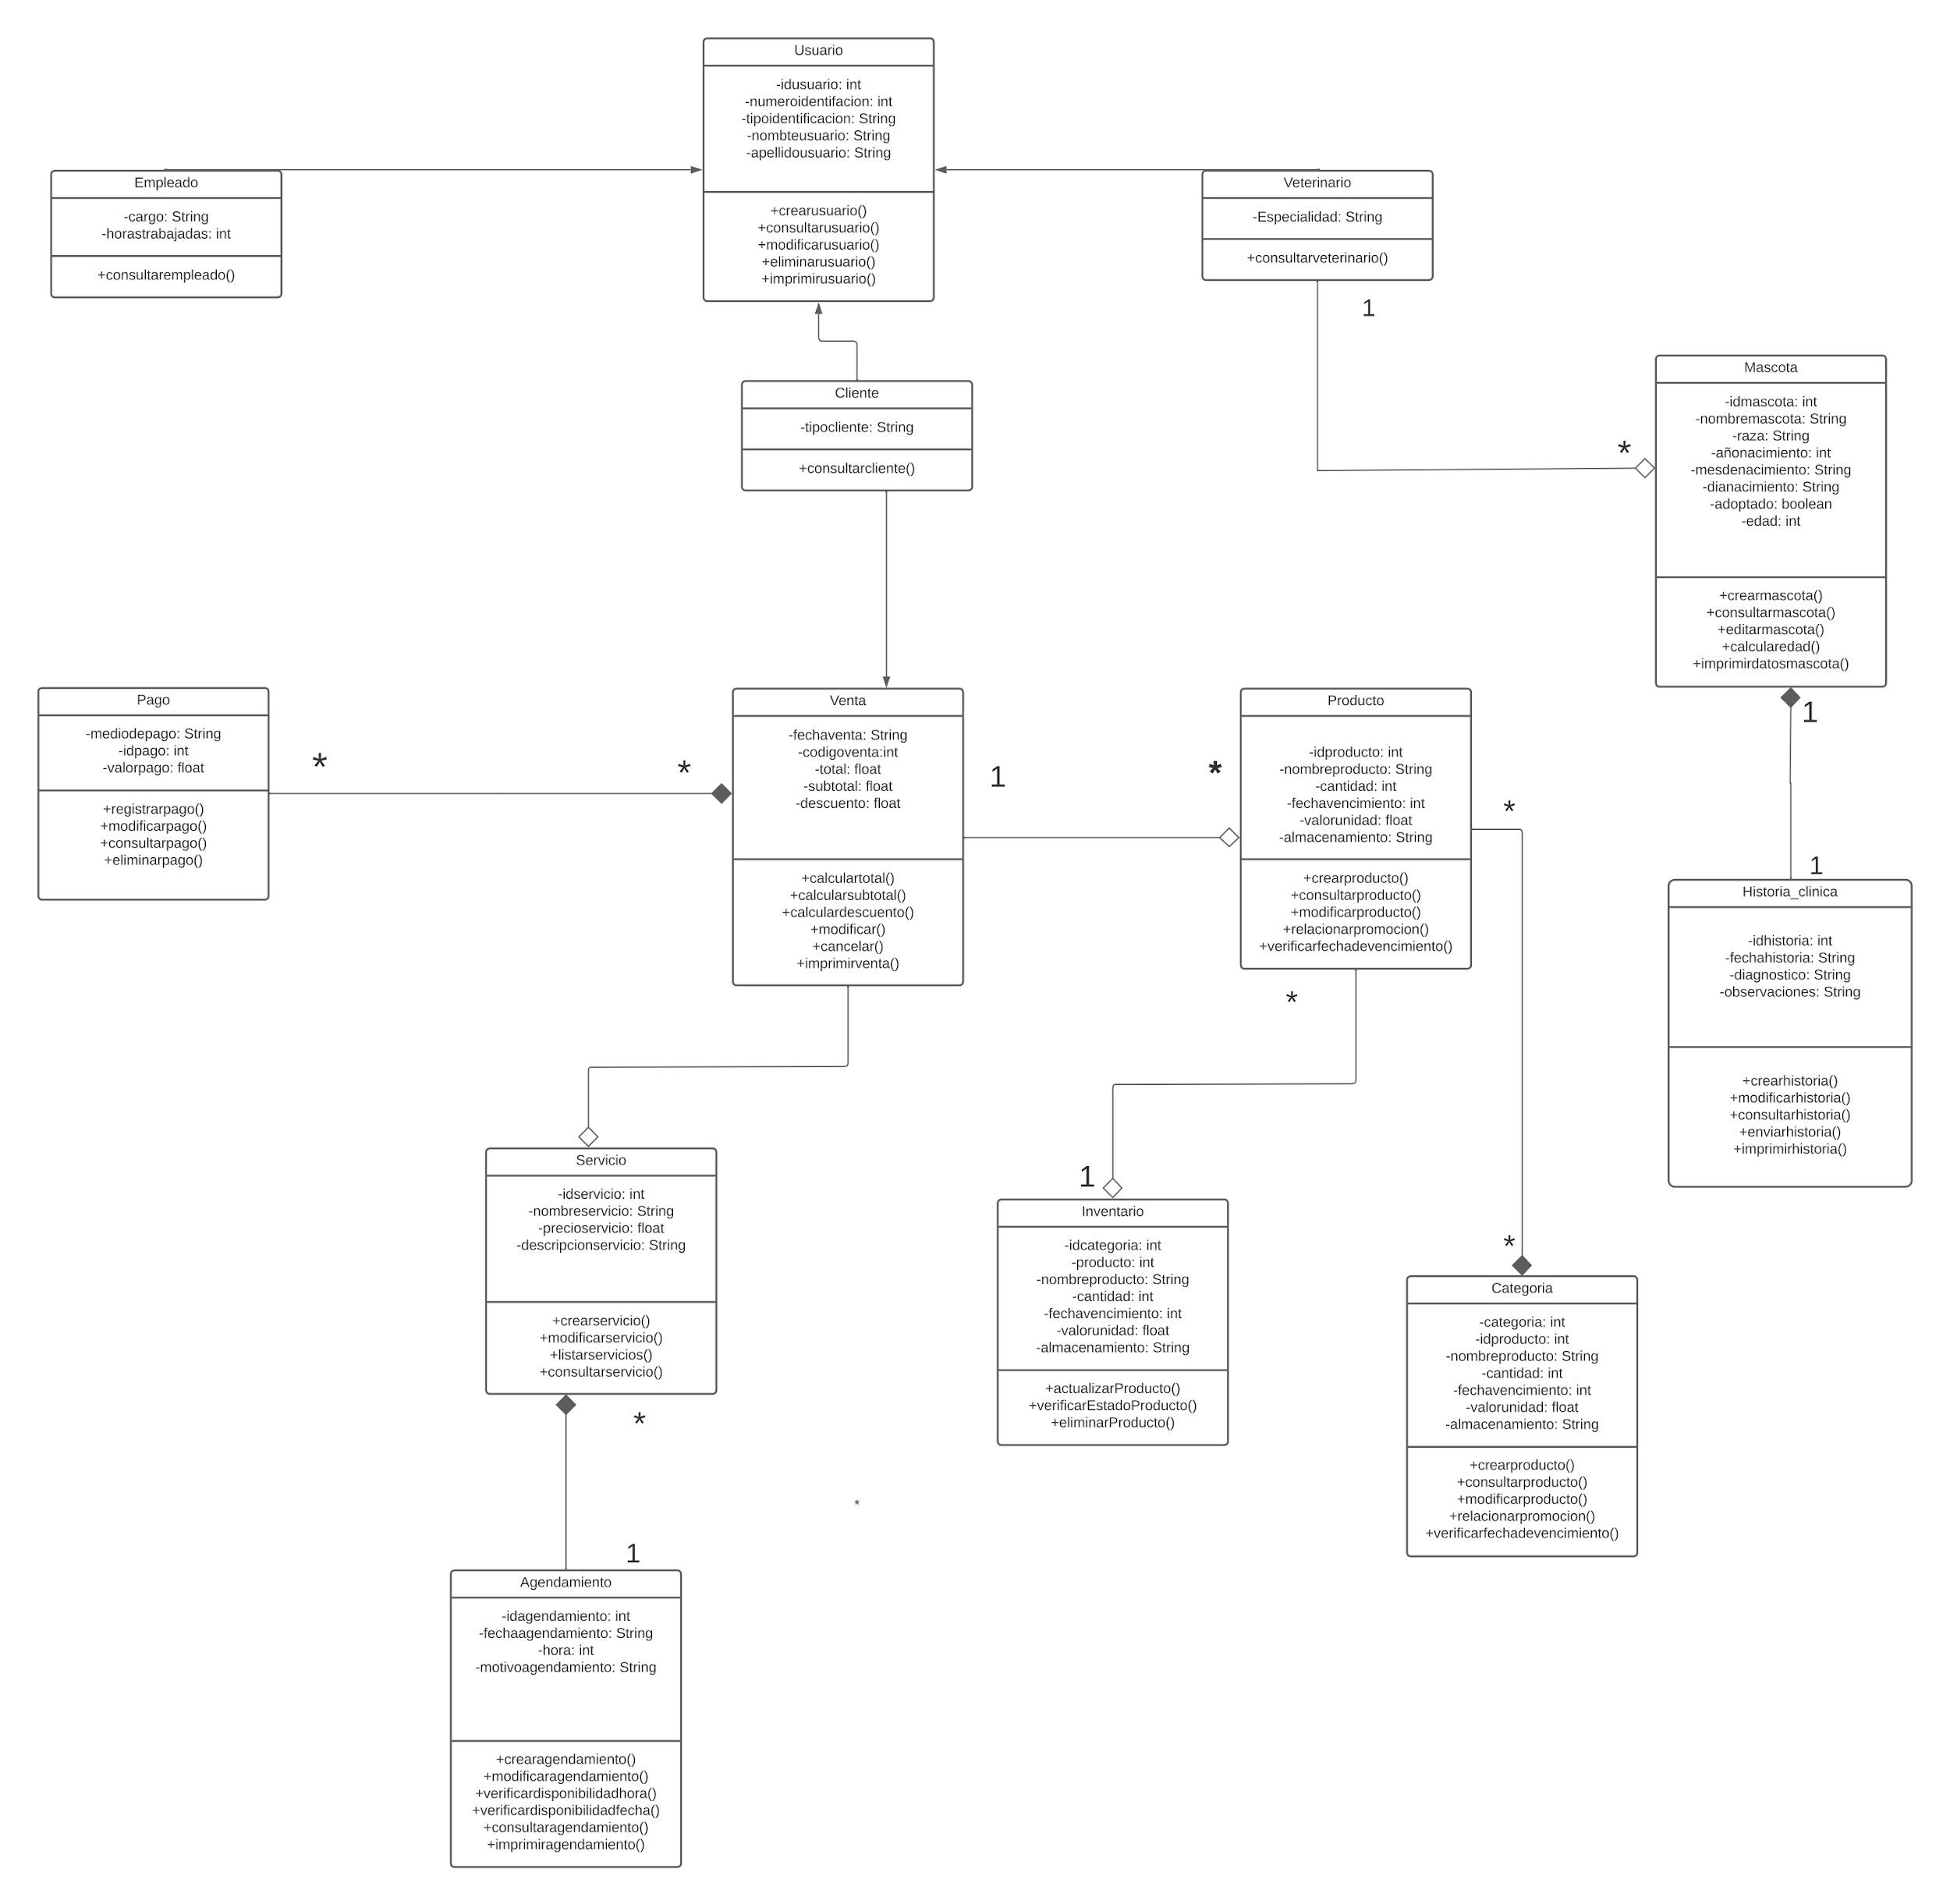 Usuario
-idusuario: int
-numeroidentifacion: int
-tipoidentificacion: String
-nombteusuario: String
-apellidousuario: String
+crearusuario()
+consultarusuario()
+modificarusuario()
+eliminarusuario()
+imprimirusuario()
Empleado
-cargo: String
-horastrabajadas: int
+consultarempleado()
Veterinario
-Especialidad: String
+consultarveterinario()
1
*
Cliente
-tipocliente: String
+consultarcliente()
Mascota
-idmascota: int
-nombremascota: String
-raza: String
-añonacimiento: int
-mesdenacimiento: String
-dianacimiento: String
-adoptado: boolean
-edad: int
+crearmascota()
+consultarmascota()
+editarmascota()
+calcularedad()
+imprimirdatosmascota()
1
1
Pago
-mediodepago: String
-idpago: int
-valorpago: float
+registrarpago()
+modificarpago()
+consultarpago()
+eliminarpago()
*
*
Venta
-fechaventa: String
-codigoventa:int
-total: float
-subtotal: float
-descuento: float
+calculartotal()
+calcularsubtotal()
+calculardescuento()
+modificar()
+cancelar()
+imprimirventa()
1
*
Producto
-idproducto: int
-nombreproducto: String
-cantidad: int
-fechavencimiento: int
-valorunidad: float
-almacenamiento: String
+crearproducto()
+consultarproducto()
+modificarproducto()
+relacionarpromocion()
+verificarfechadevencimiento()
*
*
Historia_clinica
-idhistoria: int
-fechahistoria: String
-diagnostico: String
-observaciones: String
+crearhistoria()
+modificarhistoria()
+consultarhistoria()
+enviarhistoria()
+imprimirhistoria()
Servicio
-idservicio: int
-nombreservicio: String
-precioservicio: float
-descripcionservicio: String
+crearservicio()
+modificarservicio()
+listarservicios()
+consultarservicio()
*
1
Inventario
-idcategoria: int
-producto: int
-nombreproducto: String
-cantidad: int
-fechavencimiento: int
-valorunidad: float
-almacenamiento: String
+actualizarProducto()
+verificarEstadoProducto()
+eliminarProducto()
*
Categoria
-categoria: int
-idproducto: int
-nombreproducto: String
-cantidad: int
-fechavencimiento: int
-valorunidad: float
-almacenamiento: String
+crearproducto()
+consultarproducto()
+modificarproducto()
+relacionarpromocion()
+verificarfechadevencimiento()
*
1
Agendamiento
-idagendamiento: int
-fechaagendamiento: String
-hora: int
-motivoagendamiento: String
+crearagendamiento()
+modificaragendamiento()
+verificardisponibilidadhora()
+verificardisponibilidadfecha()
+consultaragendamiento()
+imprimiragendamiento()